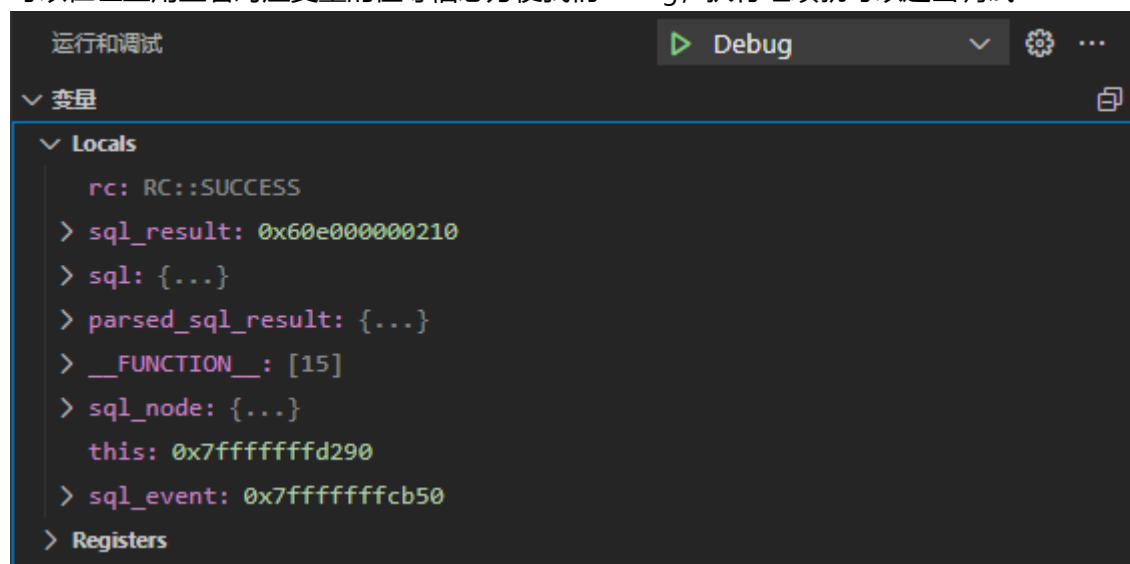 运行和调试 Debug ...
变量
Locals
rc: RC::SUCCESS
sql_result: 0x60e000000210
sql: {...}
parsed_sql_result: {...}
__FUNCTION__: [15]
sql_node: {...}
this: 0x7fffffffd290
sql_event: 0x7fffffffcb50
Registers